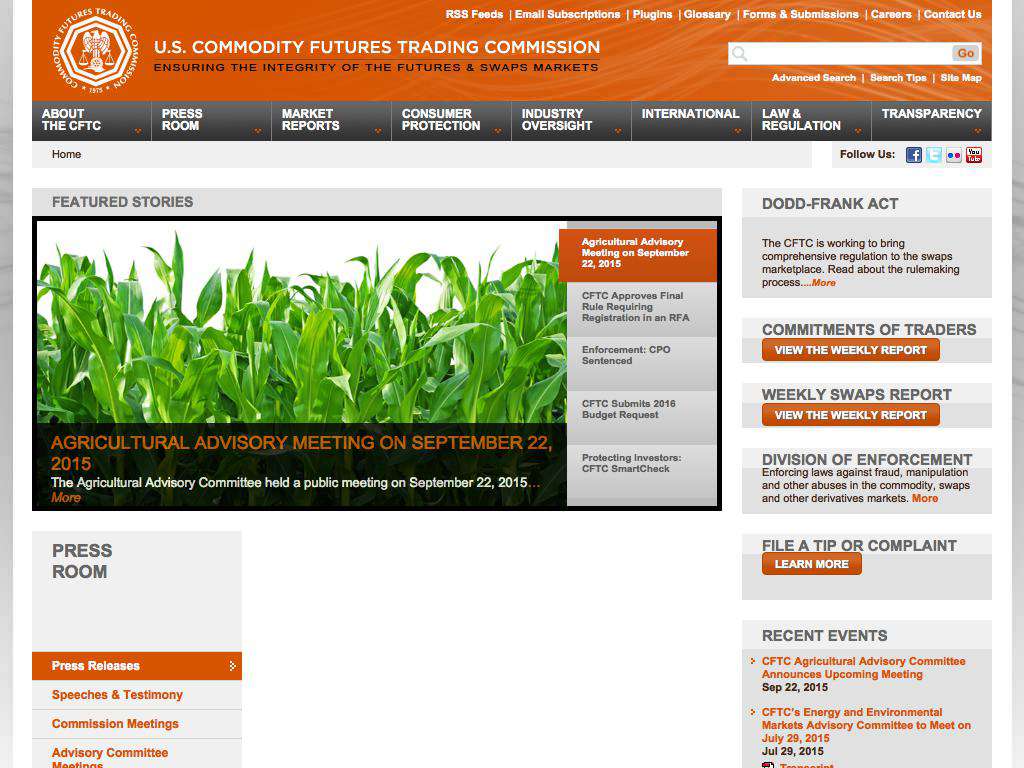 RSS Feeds | Email Subscriptions | Plugins | Glossary | Forms & Submissions | Careers | Contact Us
COMMODITY FUTURES TRADING COMMISSION
1975
U.S. COMMODITY FUTURES TRADING COMMISSION
ENSURING THE INTEGRITY OF THE FUTURES & SWAPS MARKETS
Go
Advanced Search | Search Tips | Site Map
ABOUT
THE CFTC
PRESS
ROOM
MARKET
REPORTS
CONSUMER
PROTECTION
INDUSTRY
OVERSIGHT
INTERNATIONAL
LAW &
REGULATION
TRANSPARENCY
Home
Follow Us:
You
Tube
FEATURED STORIES
AGRICULTURAL ADVISORY MEETING ON SEPTEMBER 22,
2015
The Agricultural Advisory Committee held a public meeting on September 22, 2015...
More
Agricultural Advisory
Meeting on September
22, 2015
CFTC Approves Final
Rule Requiring
Registration in an RFA
Enforcement: CPO
Sentenced
CFTC Submits 2016
Budget Request
Protecting Investors:
CFTC SmartCheck
PRESS
ROOM
Press Releases
Speeches & Testimony
Commission Meetings
Advisory Committee
Meetings
DODD-FRANK ACT
The CFTC is working to bring
comprehensive regulation to the swaps
marketplace. Read about the rulemaking
process....More
COMMITMENTS OF TRADERS
VIEW THE WEEKLY REPORT
WEEKLY SWAPS REPORT
VIEW THE WEEKLY REPORT
DIVISION OF ENFORCEMENT
Enforcing laws against fraud, manipulation
and other abuses in the commodity, swaps
and other derivatives markets. More
FILE A TIP OR COMPLAINT
LEARN MORE
RECENT EVENTS
CFTC Agricultural Advisory Committee
Announces Upcoming Meeting
Sep 22, 2015
CFTC's Energy and Environmental
Markets Advisory Committee to Meet on
July 29, 2015
Jul 29, 2015
Transcript